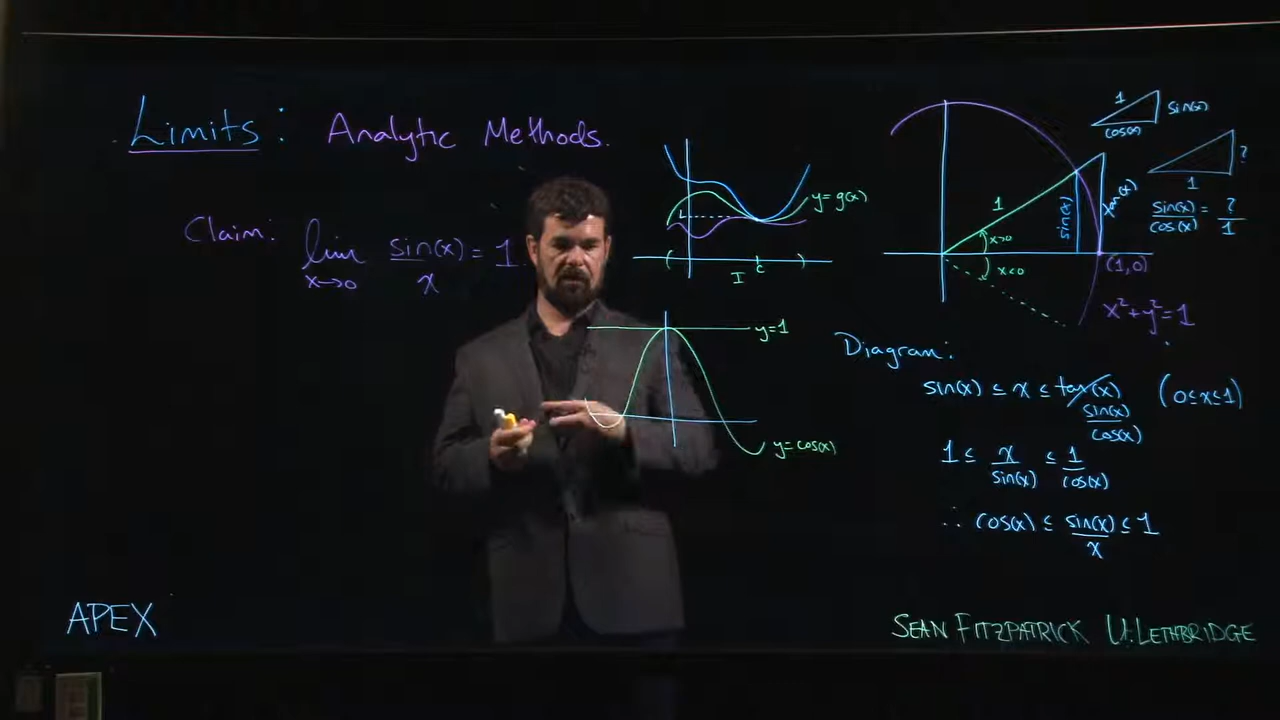 Limits: Analytic Methods.
Claim: lim x→0 sin(x)/x = 1.
y=g(x)
L
( I c )
y=1
y=cos(x)
1 sin(x)
cos(x)
?
1
sin(x)/cos(x) = ?/1
1
sin(x)
tan(x)
x>0
x<0
(1,0)
x²+y²=1
Diagram:
sin(x) ≤ x ≤ tan(x) (0≤x≤1)
sin(x)/cos(x)
1 ≤ x/sin(x) ≤ 1/cos(x)
∴ cos(x) ≤ sin(x)/x ≤ 1
APEX
SEAN FITZPATRICK U. LETHBRIDGE